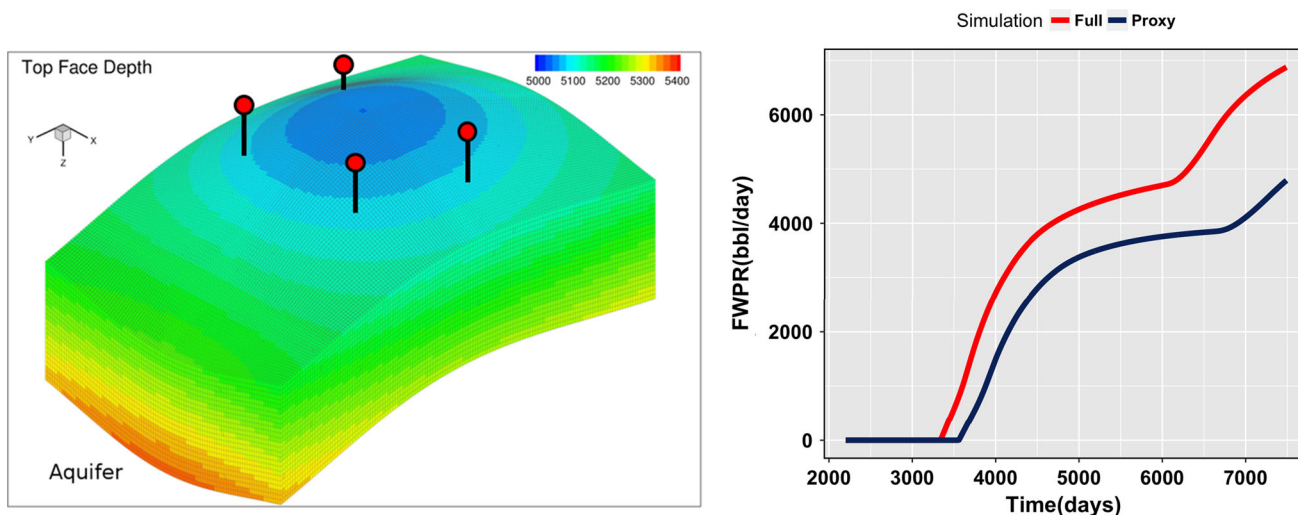 Top Face Depth
5000 5100 5200 5300 5400
Y X
Z
Aquifer
Simulation Full Proxy
FWPR(bbl/day)
6000
4000
2000
0
2000 3000 4000 5000 6000 7000
Time(days)